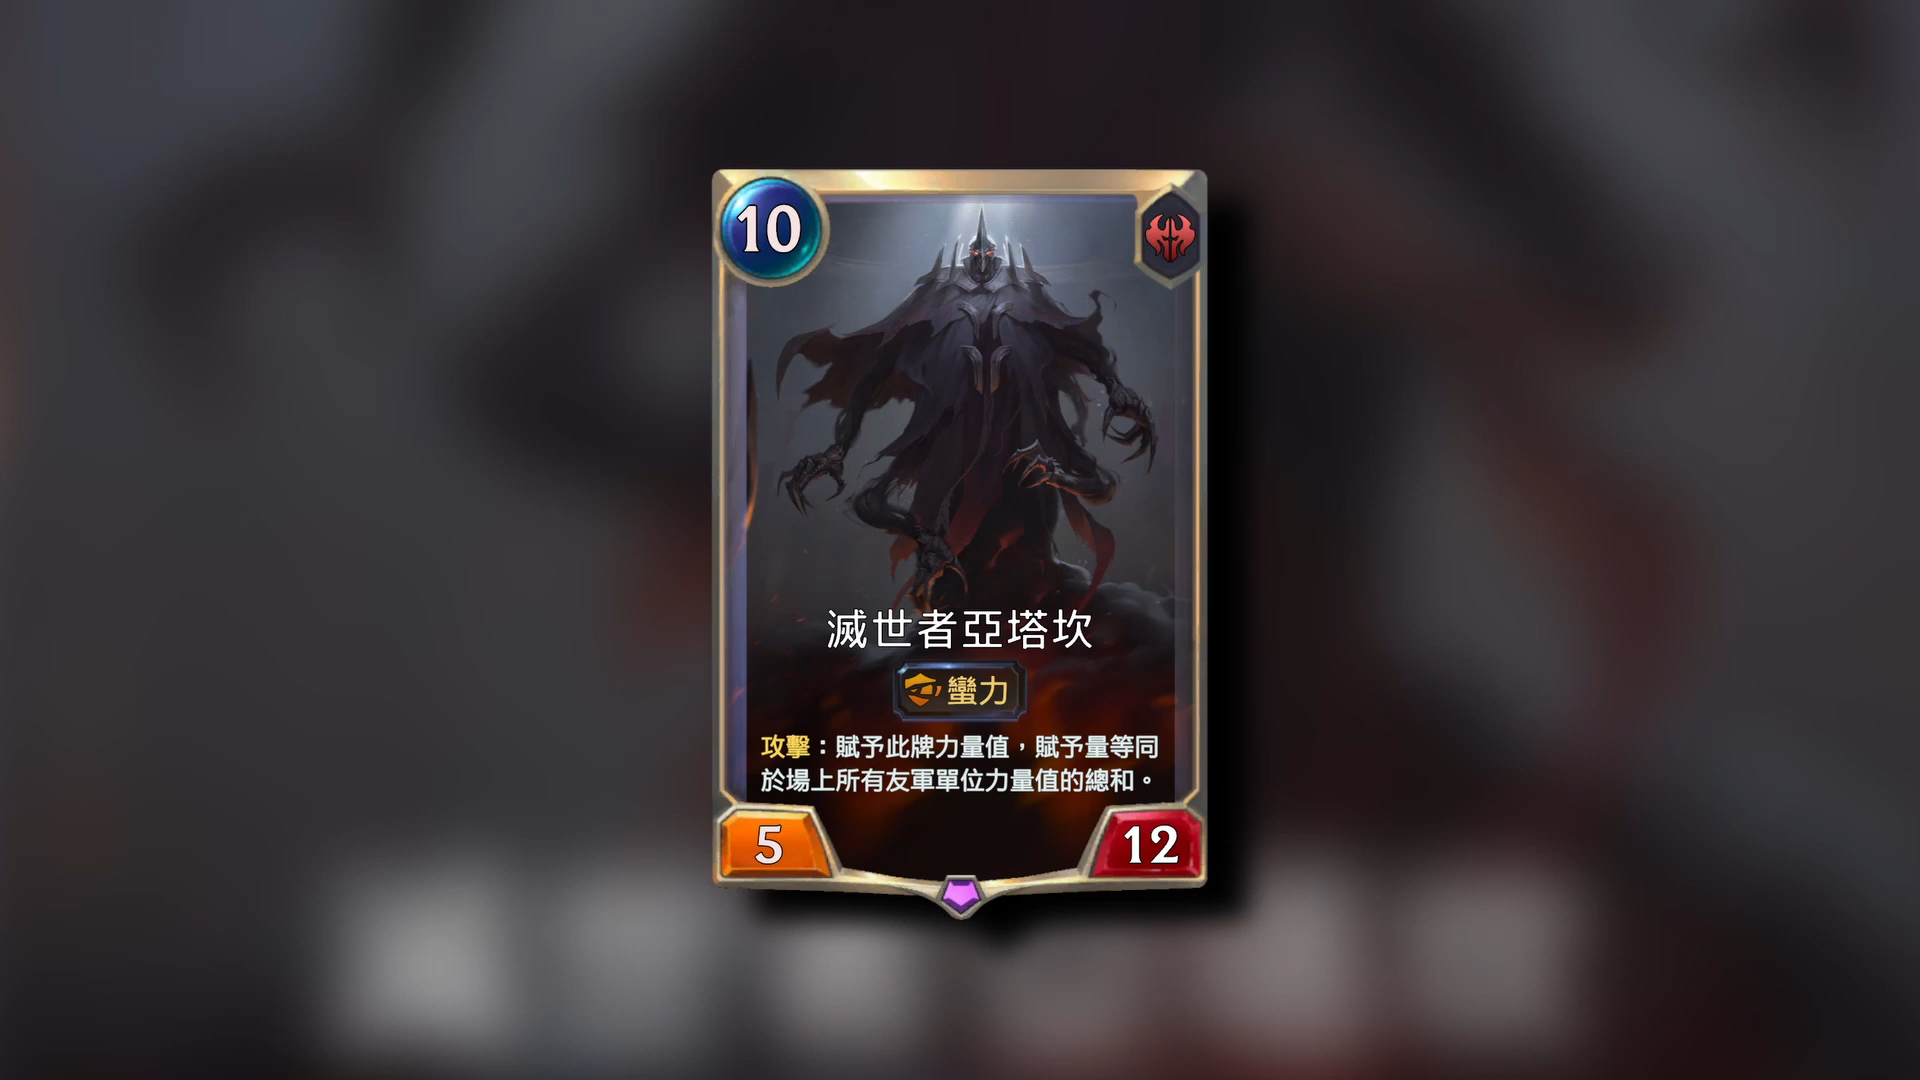 10
滅世者亞塔坎
蠻力
攻擊：賦予此牌力量值，賦予量等同
於場上所有友軍單位力量值的總和。
5
12